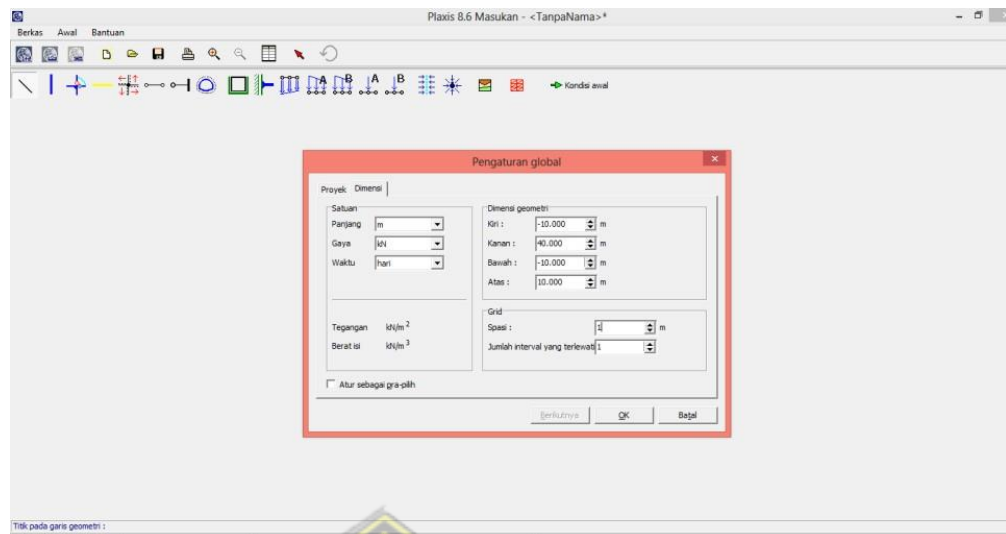 Plaxis 8.6 Masukan - <TanpaNama>*
Berkas Awal Bantuan
A B A B
Kondisi awal
Pengaturan global
Proyek Dimensi
Satuan
Panjang m
Gaya kN
Waktu hari
Tegangan kN/m²
Berat isi kN/m³
Atur sebagai pra-pilih
Dimensi geometri
Kiri : -10.000 m
Kanan : 40.000 m
Bawah : -10.000 m
Atas : 10.000 m
Grid
Spasi : 1 m
Jumlah interval yang terlewati 1
Berikutnya OK Batal
Titik pada garis geometri :